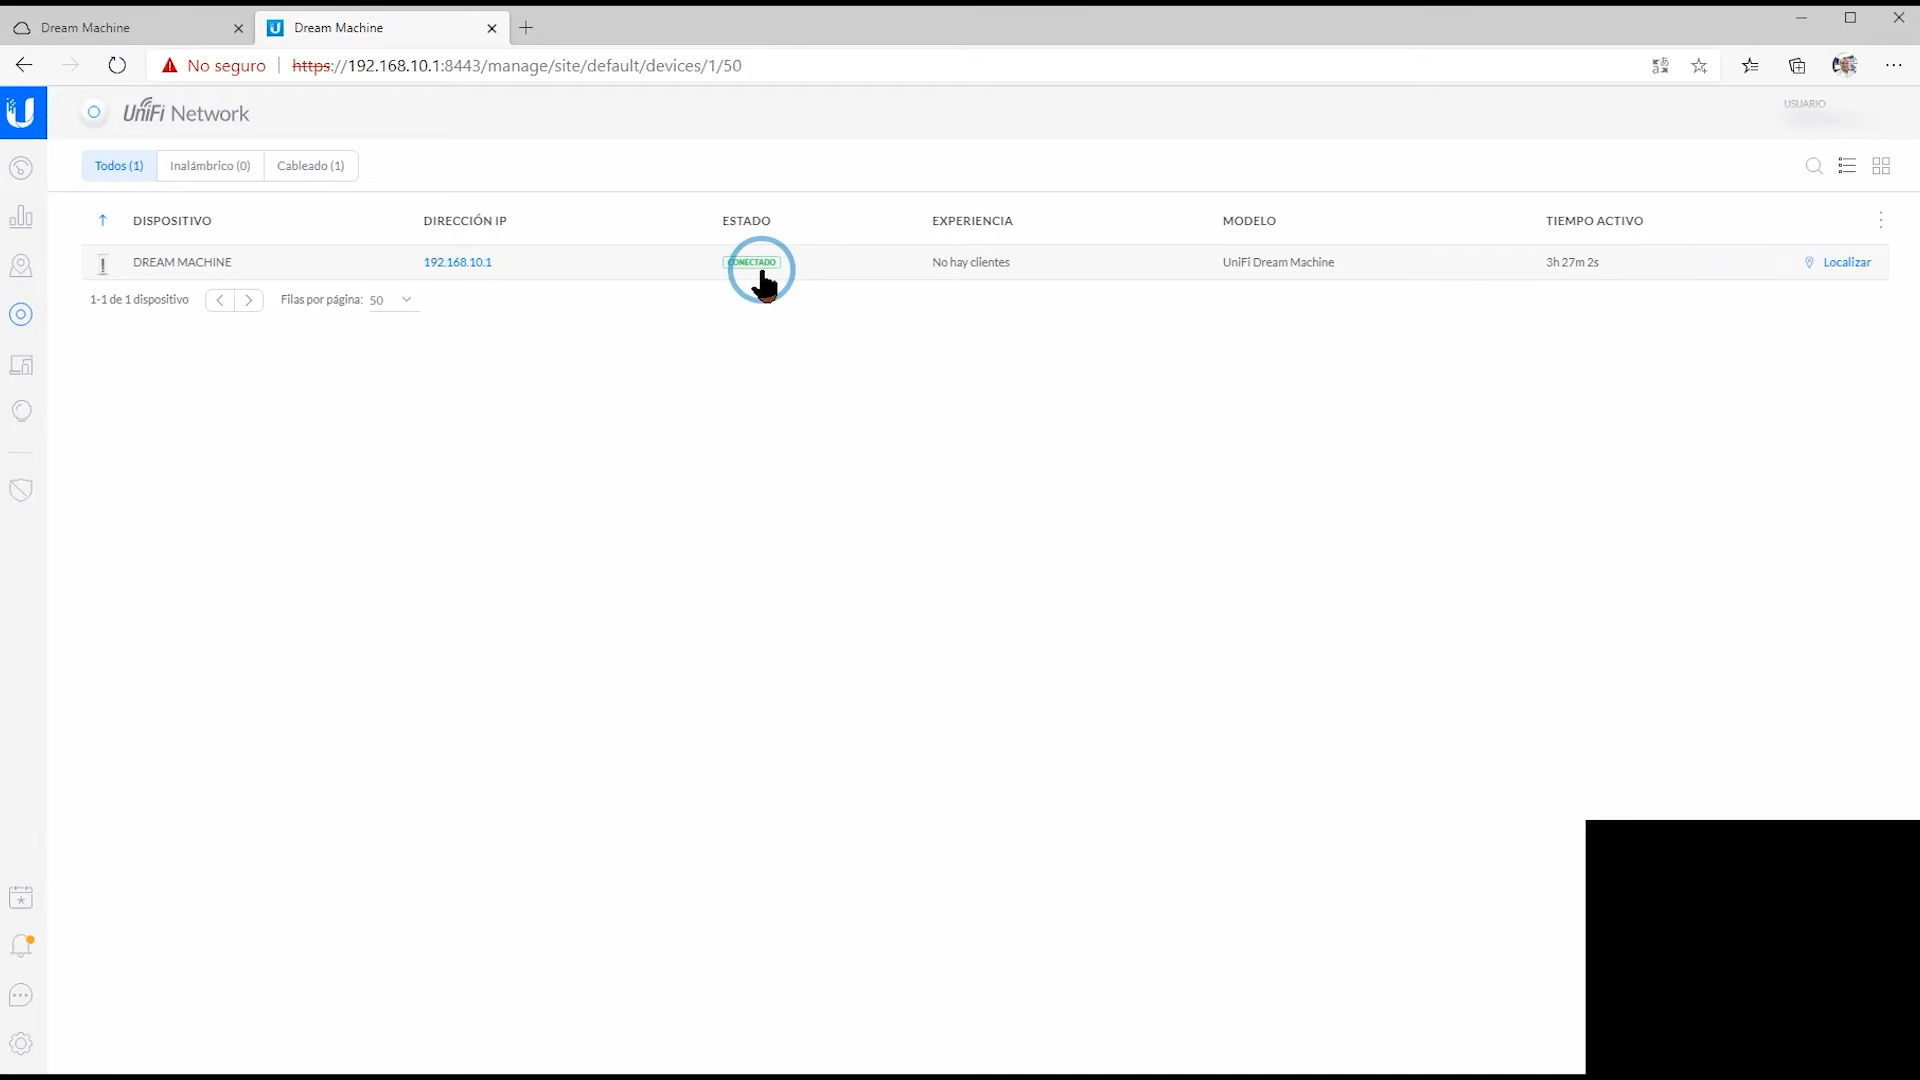 Dream Machine
Dream Machine
No seguro
https://192.168.10.1:8443/manage/site/default/devices/1/50
UniFi Network
USUARIO
Todos (1) Inalámbrico (0) Cableado (1)
DISPOSITIVO DIRECCIÓN IP ESTADO EXPERIENCIA MODELO TIEMPO ACTIVO
DREAM MACHINE 192.168.10.1 CONECTADO No hay clientes UniFi Dream Machine 3h 27m 2s Localizar
1-1 de 1 dispositivo Filas por página: 50